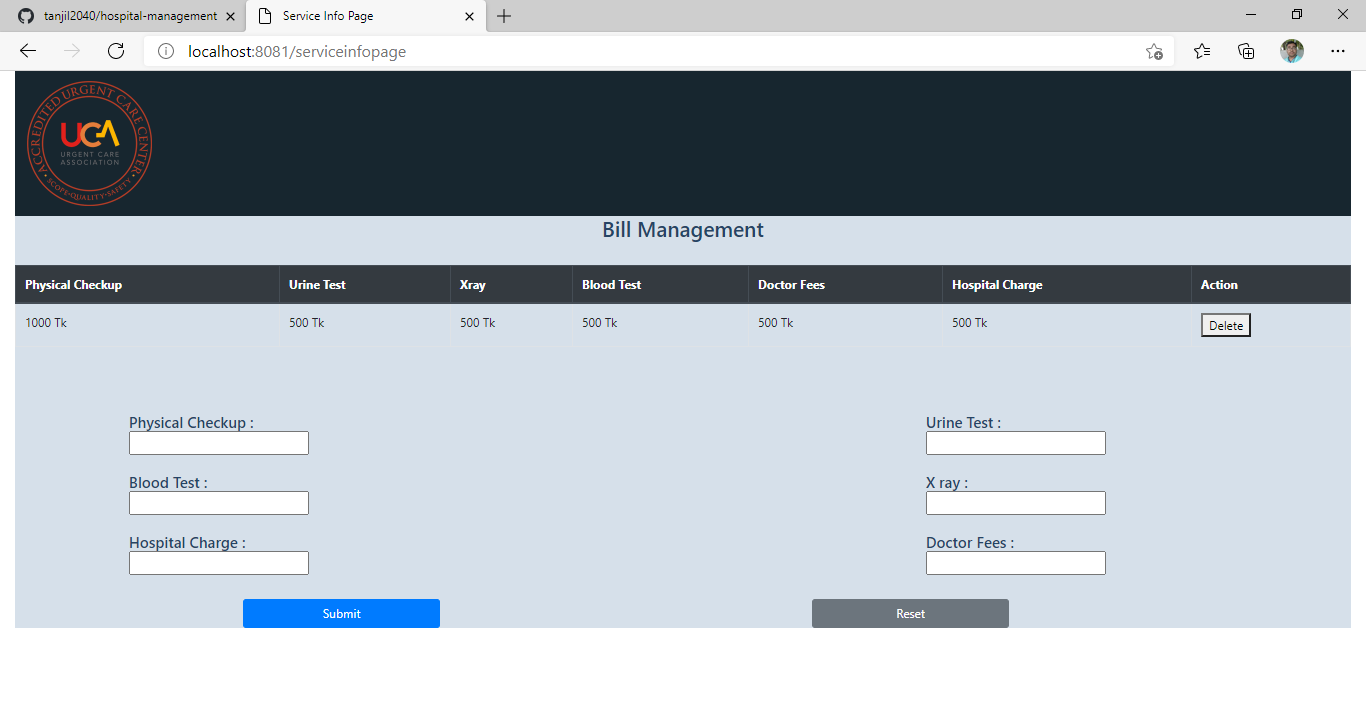 tanjil2040/hospital-management
Service Info Page
localhost:8081/serviceinfopage
ACCREDITED URGENT CARE CENTER
UCA
URGENT CARE
ASSOCIATION
SCOPE•QUALITY•SAFETY
Bill Management
Physical Checkup Urine Test Xray Blood Test Doctor Fees Hospital Charge Action
1000 Tk 500 Tk 500 Tk 500 Tk 500 Tk 500 Tk Delete
Physical Checkup : Urine Test :
Blood Test : X ray :
Hospital Charge : Doctor Fees :
Submit Reset